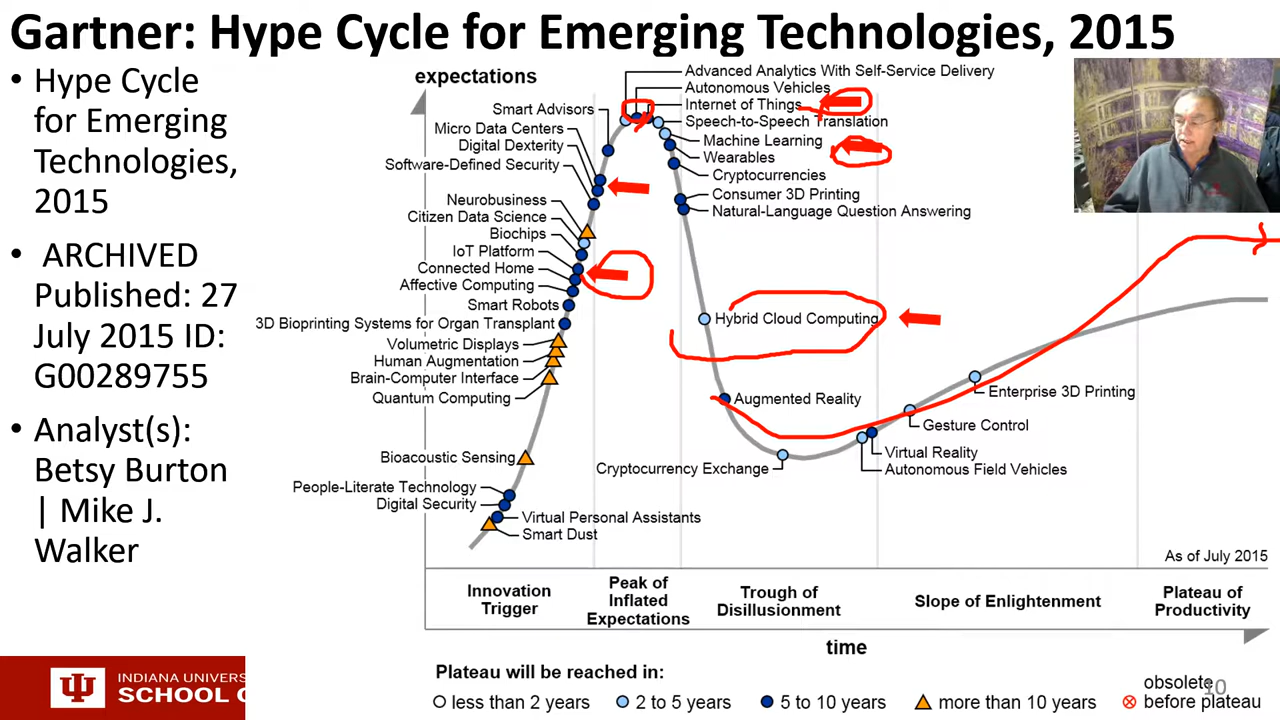 Gartner: Hype Cycle for Emerging Technologies, 2015
• Hype Cycle
for Emerging
Technologies,
2015
• ARCHIVED
Published: 27
July 2015 ID:
G00289755
• Analyst(s):
Betsy Burton
| Mike J.
Walker
expectations
Advanced Analytics With Self-Service Delivery
Autonomous Vehicles
Internet of Things
Speech-to-Speech Translation
Machine Learning
Wearables
Cryptocurrencies
Consumer 3D Printing
Natural-Language Question Answering
Smart Advisors
Micro Data Centers
Digital Dexterity
Software-Defined Security
Neurobusiness
Citizen Data Science
Biochips
IoT Platform
Connected Home
Affective Computing
Smart Robots
3D Bioprinting Systems for Organ Transplant
Volumetric Displays
Human Augmentation
Brain-Computer Interface
Quantum Computing
Bioacoustic Sensing
People-Literate Technology
Digital Security
Virtual Personal Assistants
Smart Dust
Hybrid Cloud Computing
Augmented Reality
Cryptocurrency Exchange
Enterprise 3D Printing
Gesture Control
Virtual Reality
Autonomous Field Vehicles
As of July 2015
Innovation
Trigger
Peak of
Inflated
Expectations
Trough of
Disillusionment
Slope of Enlightenment
Plateau of
Productivity
time
Plateau will be reached in:
less than 2 years
2 to 5 years
5 to 10 years
more than 10 years
obsolete
before plateau
10
INDIANA UNIVERS
SCHOOL